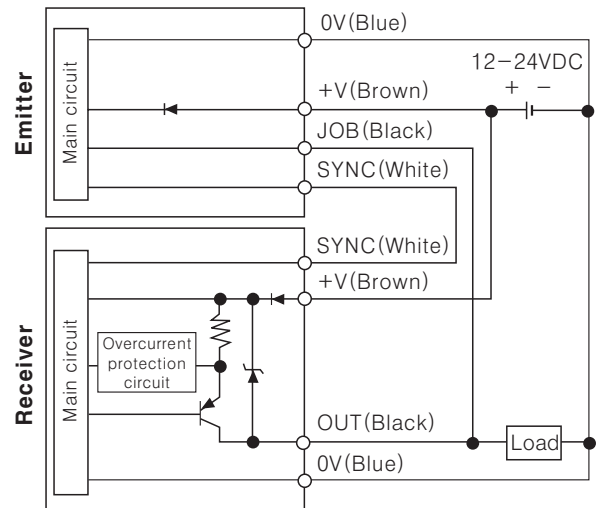 Emitter
Main circuit
0V(Blue)
12-24VDC
+ -
+V(Brown)
JOB(Black)
SYNC(White)
Receiver
Main circuit
SYNC(White)
+V(Brown)
Overcurrent
protection
circuit
OUT(Black)
Load
0V(Blue)